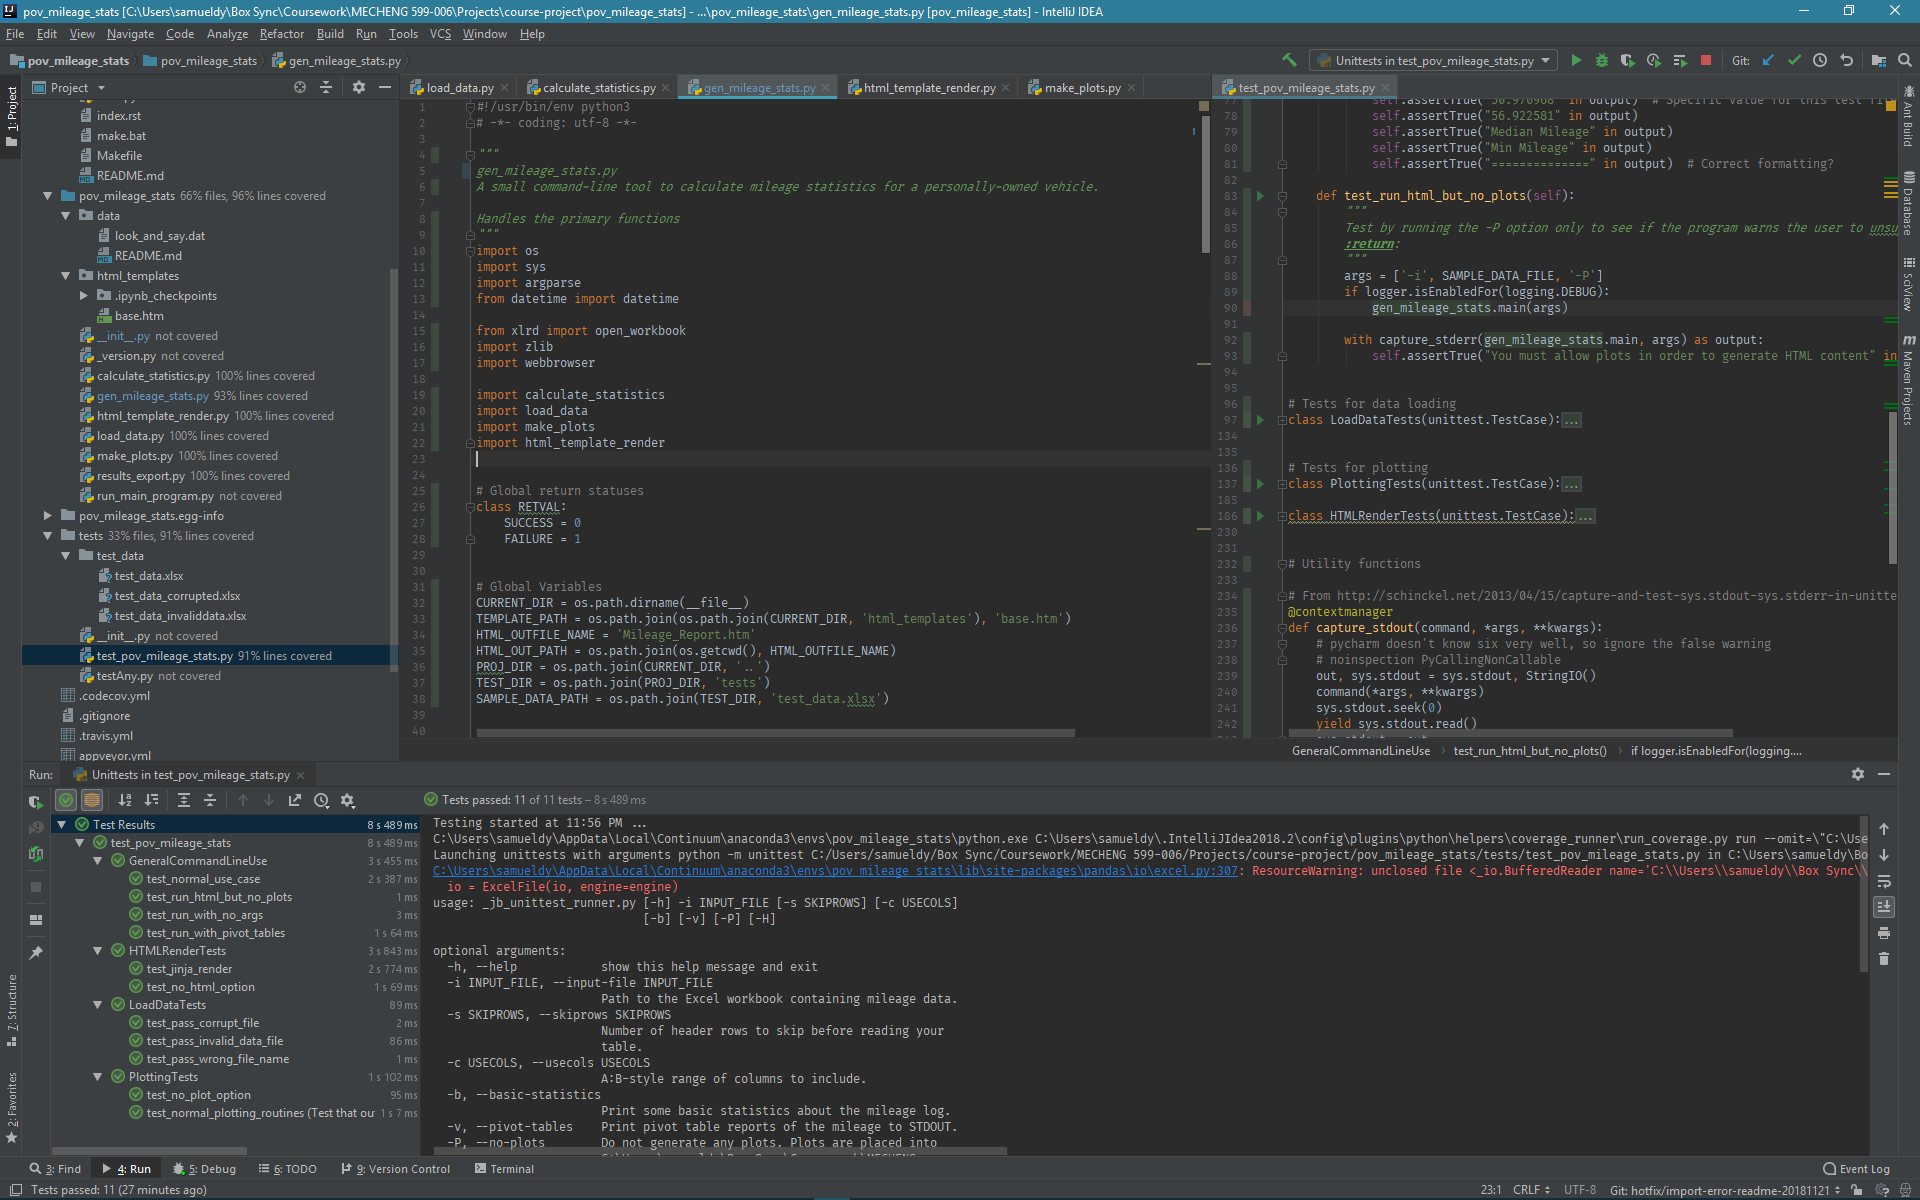 pov_mileage_stats [C:\Users\samueldy\Box Sync\Coursework\MECHENG 599-006\Projects\course-project\pov_mileage_stats] - ...\pov_mileage_stats\gen_mileage_stats.py [pov_mileage_stats] - IntelliJ IDEA
File Edit View Navigate Code Analyze Refactor Build Run Tools VCS Window Help
pov_mileage_stats pov_mileage_stats gen_mileage_stats.py
Unittests in test_pov_mileage_stats.py Git:
1: Project
Project
index.rst
make.bat
Makefile
README.md
pov_mileage_stats 66% files, 96% lines covered
data
look_and_say.dat
README.md
html_templates
.ipynb_checkpoints
base.htm
__init__.py not covered
_version.py not covered
calculate_statistics.py 100% lines covered
gen_mileage_stats.py 93% lines covered
html_template_render.py 100% lines covered
load_data.py 100% lines covered
make_plots.py 100% lines covered
results_export.py 100% lines covered
run_main_program.py not covered
pov_mileage_stats.egg-info
tests 33% files, 91% lines covered
test_data
test_data.xlsx
test_data_corrupted.xlsx
test_data_invaliddata.xlsx
__init__.py not covered
test_pov_mileage_stats.py 91% lines covered
testAny.py not covered
.codecov.yml
.gitignore
.travis.yml
appveyor.yml
load_data.py calculate_statistics.py gen_mileage_stats.py html_template_render.py make_plots.py
1 #!/usr/bin/env python3
2 # -*- coding: utf-8 -*-
3
4 """
5 gen_mileage_stats.py
6 A small command-line tool to calculate mileage statistics for a personally-owned vehicle.
7
8 Handles the primary functions
9 """
10 import os
11 import sys
12 import argparse
13 from datetime import datetime
14
15 from xlrd import open_workbook
16 import zlib
17 import webbrowser
18
19 import calculate_statistics
20 import load_data
21 import make_plots
22 import html_template_render
23
24
25 # Global return statuses
26 class RETVAL:
27 SUCCESS = 0
28 FAILURE = 1
29
30
31 # Global Variables
32 CURRENT_DIR = os.path.dirname(__file__)
33 TEMPLATE_PATH = os.path.join(os.path.join(CURRENT_DIR, 'html_templates'), 'base.htm')
34 HTML_OUTFILE_NAME = 'Mileage_Report.htm'
35 HTML_OUT_PATH = os.path.join(os.getcwd(), HTML_OUTFILE_NAME)
36 PROJ_DIR = os.path.join(CURRENT_DIR, '..')
37 TEST_DIR = os.path.join(PROJ_DIR, 'tests')
38 SAMPLE_DATA_PATH = os.path.join(TEST_DIR, 'test_data.xlsx')
39
40
test_pov_mileage_stats.py
77 self.assertTrue("50.970968" in output) # Specific value for this test fil
78 self.assertTrue("56.922581" in output)
79 self.assertTrue("Median Mileage" in output)
80 self.assertTrue("Min Mileage" in output)
81 self.assertTrue("==============" in output) # Correct formatting?
82
83 def test_run_html_but_no_plots(self):
84 """
85 Test by running the -P option only to see if the program warns the user to unsu
86 :return:
87 """
88 args = ['-i', SAMPLE_DATA_FILE, '-P']
89 if logger.isEnabledFor(logging.DEBUG):
90 gen_mileage_stats.main(args)
91
92 with capture_stderr(gen_mileage_stats.main, args) as output:
93 self.assertTrue("You must allow plots in order to generate HTML content" in
94
95
96 # Tests for data loading
97 class LoadDataTests(unittest.TestCase):...
134
135
136 # Tests for plotting
137 class PlottingTests(unittest.TestCase):...
185
186 class HTMLRenderTests(unittest.TestCase):...
230
231
232 # Utility functions
233
234 # From http://schinckel.net/2013/04/15/capture-and-test-sys.stdout-sys.stderr-in-unitte
235 @contextmanager
236 def capture_stdout(command, *args, **kwargs):
237 # pycharm doesn't know six very well, so ignore the false warning
238 # noinspection PyCallingNonCallable
239 out, sys.stdout = sys.stdout, StringIO()
240 command(*args, **kwargs)
241 sys.stdout.seek(0)
242 yield sys.stdout.read()
GeneralCommandLineUse test_run_html_but_no_plots() if logger.isEnabledFor(logging....
Ant Build
Database
SciView
Maven Projects
Run: Unittests in test_pov_mileage_stats.py
Tests passed: 11 of 11 tests – 8 s 489 ms
Test Results 8 s 489 ms
test_pov_mileage_stats 8 s 489 ms
GeneralCommandLineUse 3 s 455 ms
test_normal_use_case 2 s 387 ms
test_run_html_but_no_plots 1 ms
test_run_with_no_args 3 ms
test_run_with_pivot_tables 1 s 64 ms
HTMLRenderTests 3 s 843 ms
test_jinja_render 2 s 774 ms
test_no_html_option 1 s 69 ms
LoadDataTests 89 ms
test_pass_corrupt_file 2 ms
test_pass_invalid_data_file 86 ms
test_pass_wrong_file_name 1 ms
PlottingTests 1 s 102 ms
test_no_plot_option 95 ms
test_normal_plotting_routines (Test that ou 1 s 7 ms
Testing started at 11:56 PM ...
C:\Users\samueldy\AppData\Local\Continuum\anaconda3\envs\pov_mileage_stats\python.exe C:\Users\samueldy\.IntelliJIdea2018.2\config\plugins\python\helpers\coverage_runner\run_coverage.py run --omit=\"C:\Use
Launching unittests with arguments python -m unittest C:/Users/samueldy/Box Sync/Coursework/MECHENG 599-006/Projects/course-project/pov_mileage_stats/tests/test_pov_mileage_stats.py in C:\Users\samueldy\Bo
C:\Users\samueldy\AppData\Local\Continuum\anaconda3\envs\pov_mileage_stats\lib\site-packages\pandas\io\excel.py:307: ResourceWarning: unclosed file <_io.BufferedReader name='C:\\Users\\samueldy\\Box Sync\\
io = ExcelFile(io, engine=engine)
usage: _jb_unittest_runner.py [-h] -i INPUT_FILE [-s SKIPROWS] [-c USECOLS]
[-b] [-v] [-P] [-H]
optional arguments:
-h, --help show this help message and exit
-i INPUT_FILE, --input-file INPUT_FILE
Path to the Excel workbook containing mileage data.
-s SKIPROWS, --skiprows SKIPROWS
Number of header rows to skip before reading your
table.
-c USECOLS, --usecols USECOLS
A:B-style range of columns to include.
-b, --basic-statistics
Print some basic statistics about the mileage log.
-v, --pivot-tables Print pivot table reports of the mileage to STDOUT.
-P, --no-plots Do not generate any plots. Plots are placed into
7: Structure
2: Favorites
3: Find 4: Run 5: Debug 6: TODO 9: Version Control Terminal Event Log
Tests passed: 11 (27 minutes ago) 23:1 CRLF UTF-8 Git: hotfix/import-error-readme-20181121